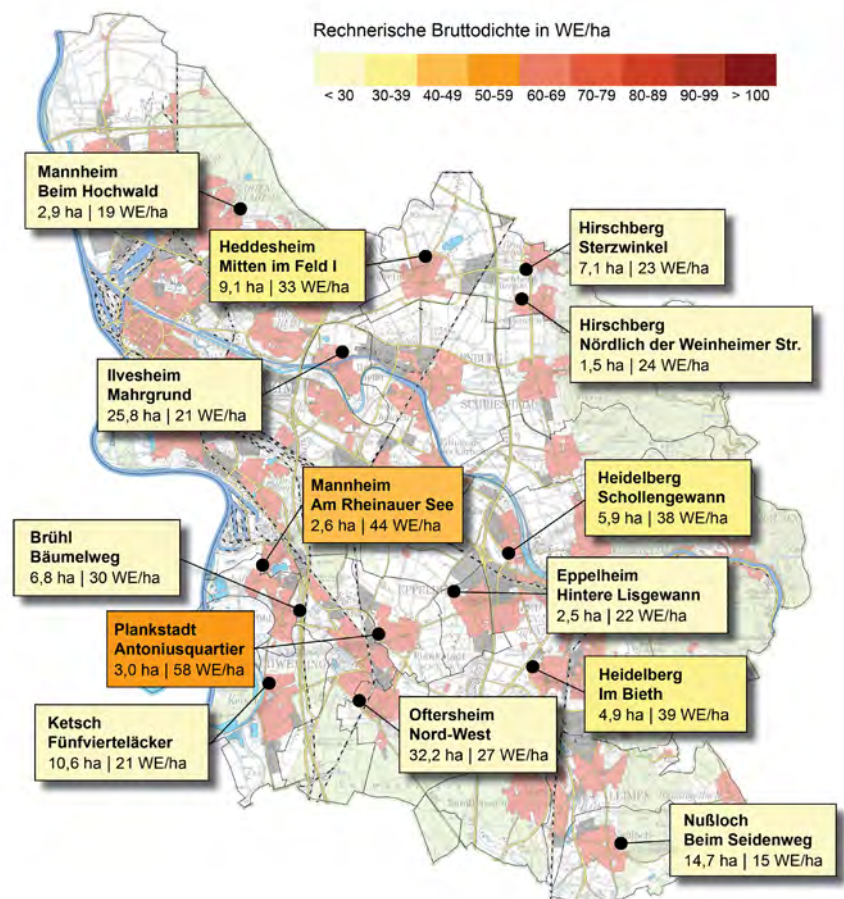 Rechnerische Bruttodichte in WE/ha
< 30 30-39 40-49 50-59 60-69 70-79 80-89 90-99 > 100
Mannheim
Beim Hochwald
2,9 ha | 19 WE/ha
Heddesheim
Mitten im Feld I
9,1 ha | 33 WE/ha
Hirschberg
Sterzwinkel
7,1 ha | 23 WE/ha
Hirschberg
Nördlich der Weinheimer Str.
1,5 ha | 24 WE/ha
Ilvesheim
Mahrgrund
25,8 ha | 21 WE/ha
Mannheim
Am Rheinauer See
2,6 ha | 44 WE/ha
Heidelberg
Schollengewann
5,9 ha | 38 WE/ha
Brühl
Bäumelweg
6,8 ha | 30 WE/ha
Eppelheim
Hintere Lisgewann
2,5 ha | 22 WE/ha
Plankstadt
Antoniusquartier
3,0 ha | 58 WE/ha
Heidelberg
Im Bieth
4,9 ha | 39 WE/ha
Ketsch
Fünfvierteläcker
10,6 ha | 21 WE/ha
Oftersheim
Nord-West
32,2 ha | 27 WE/ha
Nußloch
Beim Seidenweg
14,7 ha | 15 WE/ha